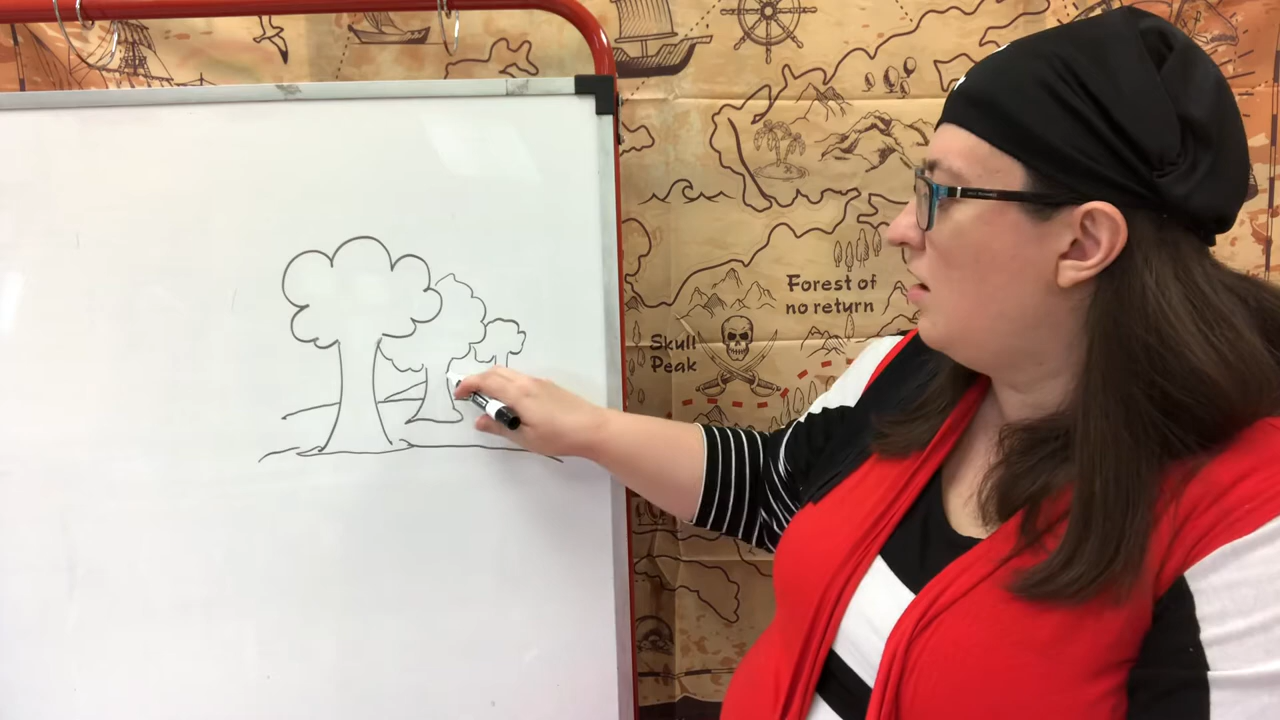 Forest of
no return
Skull
Peak